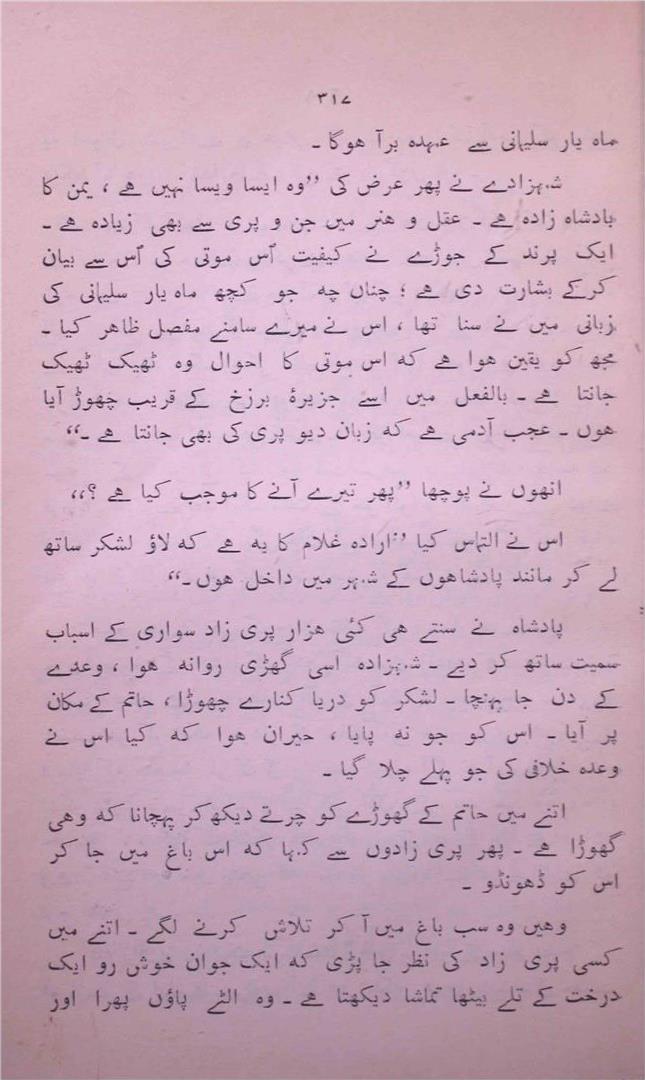 ۳۱۷
ماہ یار سلیمانی سے عہدہ برآ ہوگا ۔
شہزادے نے پھر عرض کی ”وہ ایسا ویسا نہیں ہے ، یمن کا
بادشاہ زادہ ہے ۔ عقل و ہنر میں جن و پری سے بھی زیادہ ہے ۔
ایک پرند کے جوڑے نے کیفیت اُس موتی کی اُس سے بیان
کرکے بشارت دی ہے ؛ چناں چہ جو کچھ ماہ یار سلیمانی کی
زبانی میں نے سنا تھا ، اس نے میرے سامنے مفصل ظاہر کیا ۔
مجھ کو یقین ہوا ہے کہ اس موتی کا احوال وہ ٹھیک ٹھیک
جانتا ہے ۔ بالفعل میں اسے جزیرۂ برزخ کے قریب چھوڑ آیا
ہوں ۔ عجب آدمی ہے کہ زبان دیو پری کی بھی جانتا ہے ۔“
انھوں نے پوچھا ”پھر تیرے آنے کا موجب کیا ہے ؟“
اس نے التماس کیا ”ارادہ غلام کا یہ ہے کہ لاؤ لشکر ساتھ
لے کر مانند پادشاہوں کے شہر میں داخل ہوں ۔“
پادشاہ نے سنتے ہی کئی ہزار پری زاد سواری کے اسباب
سمیت ساتھ کر دیے ۔ شہزادہ اسی گھڑی روانہ ہوا ، وعدے
کے دن جا پہنچا ۔ لشکر کو دریا کنارے چھوڑا ، حاتم کے مکان
پر آیا ۔ اس کو جو نہ پایا ، حیران ہوا کہ کیا اس نے
وعدہ خلافی کی جو پہلے چلا گیا ۔
اتنے میں حاتم کے گھوڑے کو چرتے دیکھ کر پہچانا کہ وہی
گھوڑا ہے ۔ پھر پری زادوں سے کہا کہ اس باغ میں جا کر
اس کو ڈھونڈو ۔
وہیں وہ سب باغ میں آ کر تلاش کرنے لگے ۔ اتنے میں
کسی پری زاد کی نظر جا پڑی کہ ایک جوان خوش رو ایک
درخت کے تلے بیٹھا تماشا دیکھتا ہے ۔ وہ الٹے پاؤں پھرا اور